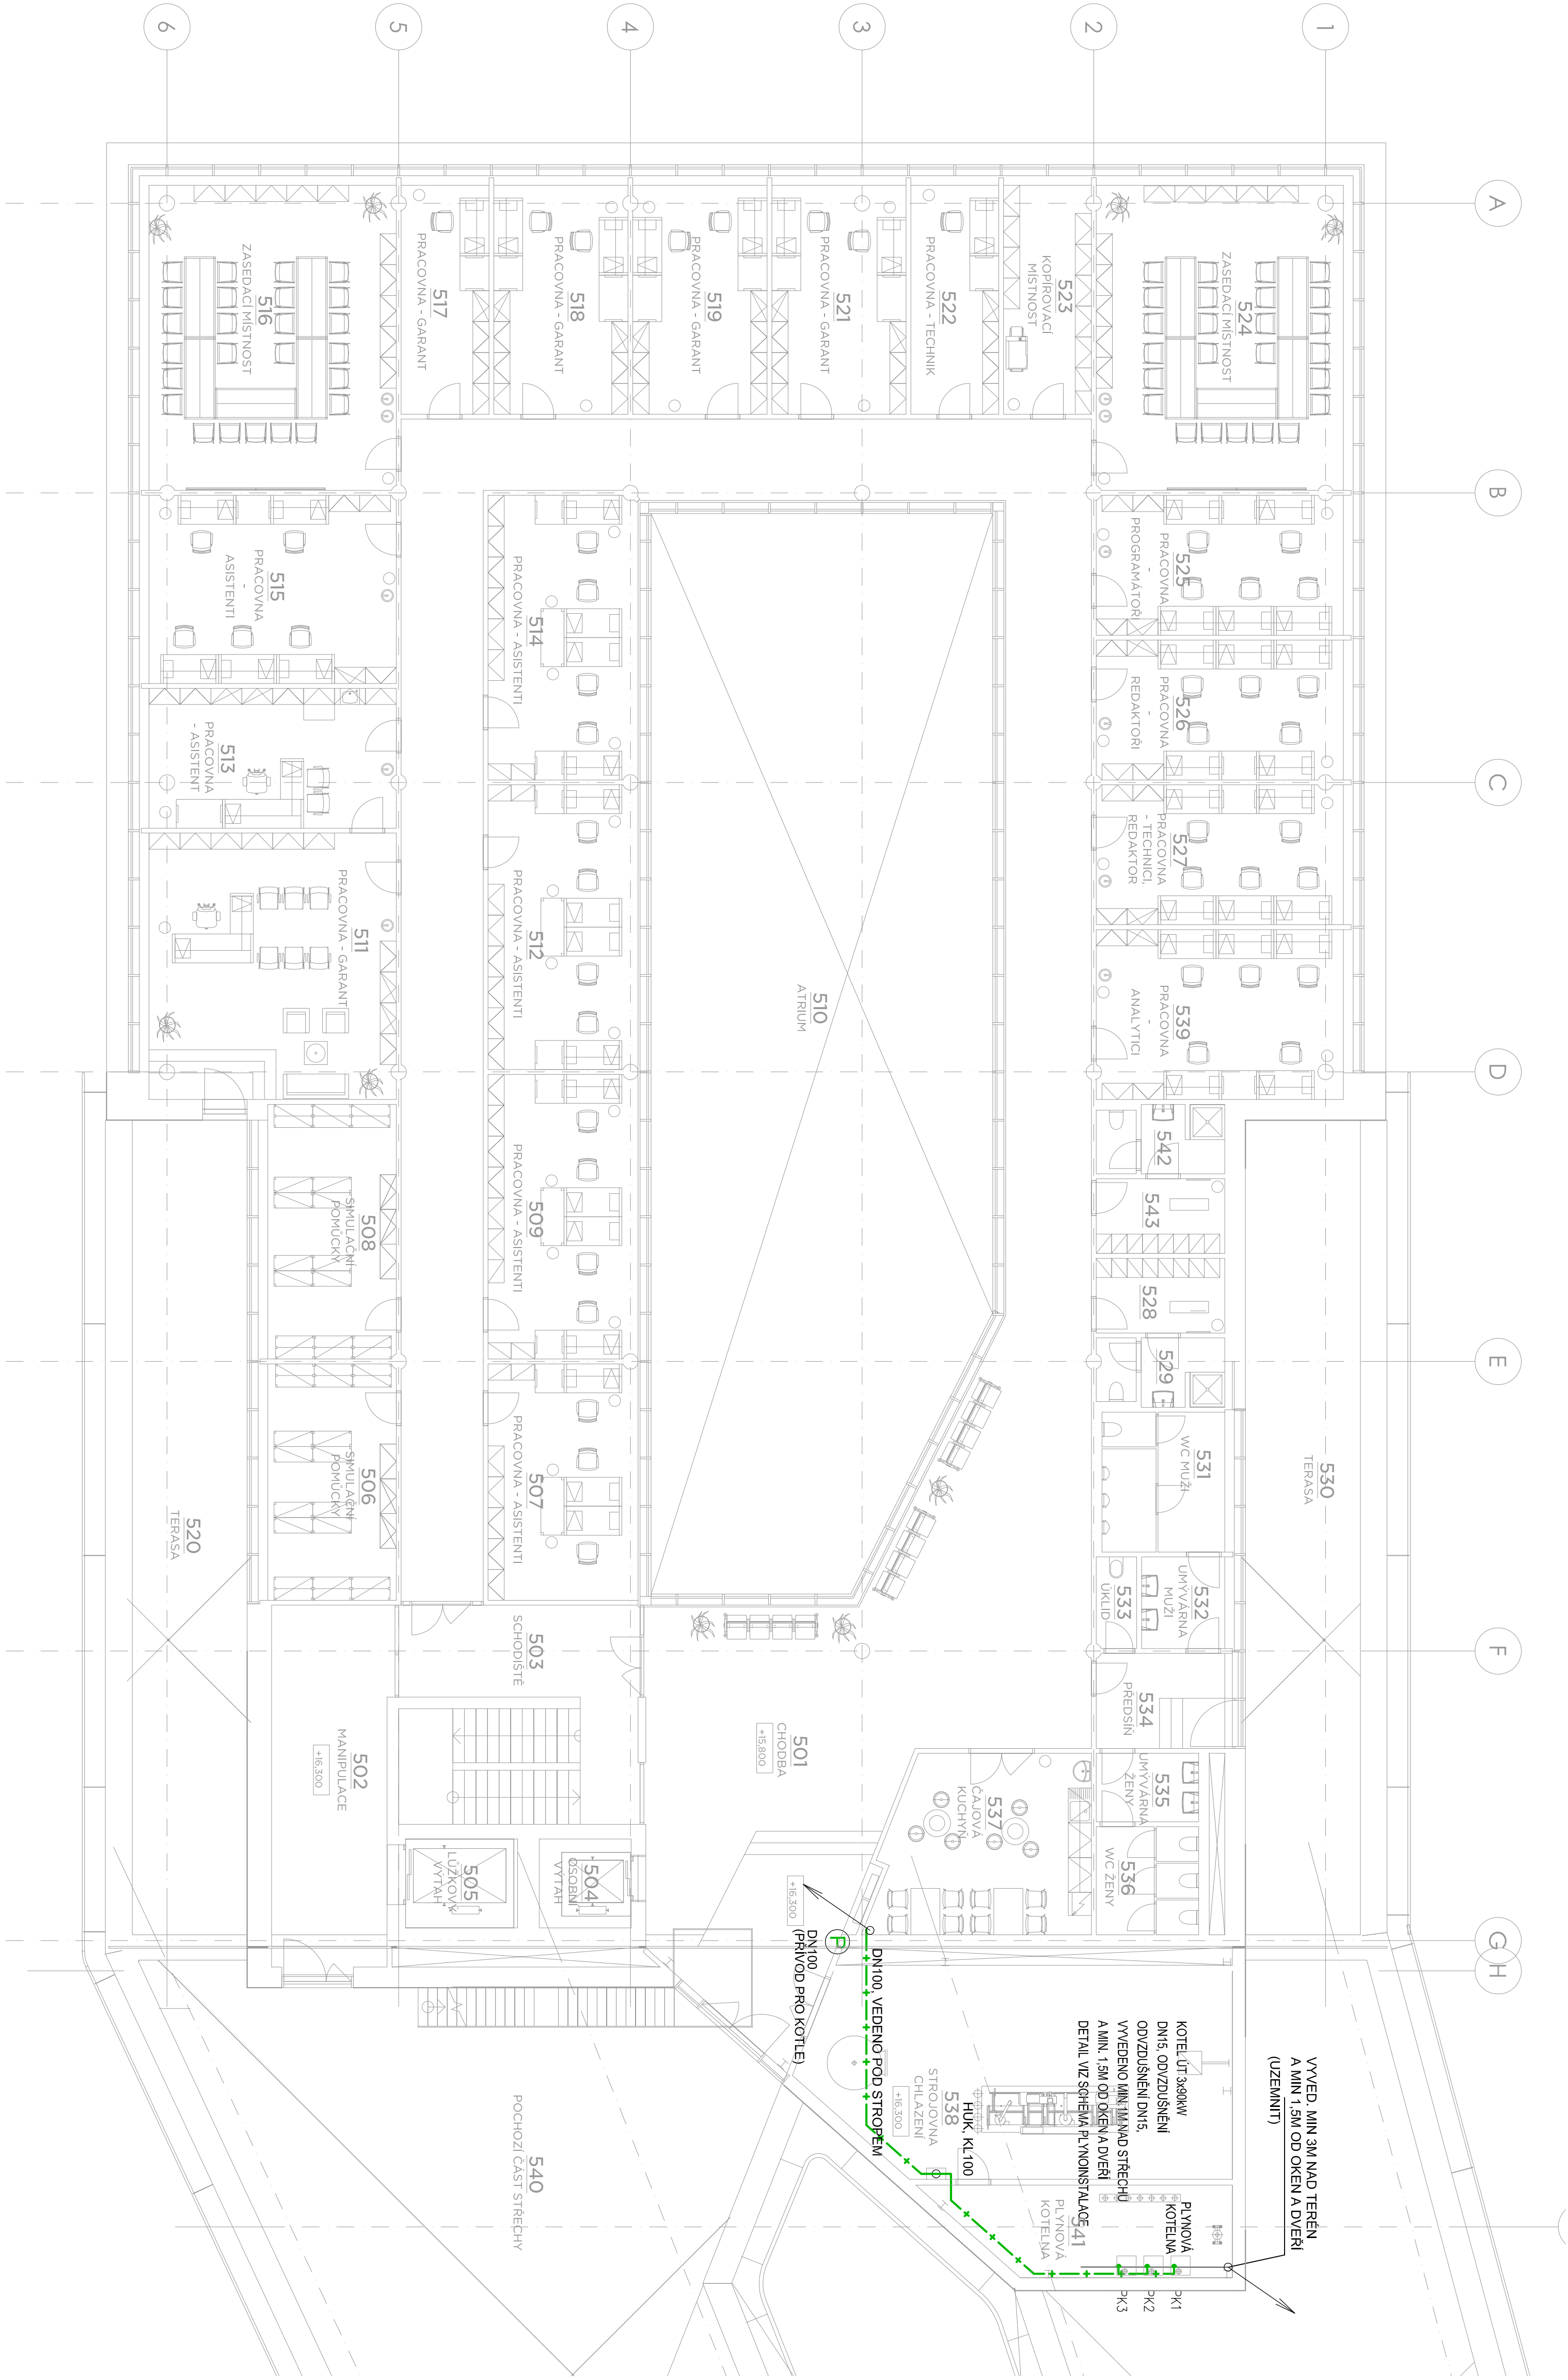 6
5
4
3
2
1
A
B
C
D
E
F
G
H
516
ZASEDACÍ MÍSTNOST
517
PRACOVNA - GARANT
518
PRACOVNA - GARANT
519
PRACOVNA - GARANT
521
PRACOVNA - GARANT
522
PRACOVNA - TECHNIK
523
KOPÍROVACÍ
MÍSTNOST
524
ZASEDACÍ MÍSTNOST
515
PRACOVNA
-
ASISTENTI
514
PRACOVNA - ASISTENTI
525
PRACOVNA
-
PROGRAMÁTOŘI
526
PRACOVNA
-
REDAKTOŘI
513
PRACOVNA
- ASISTENT
511
PRACOVNA - GARANT
512
PRACOVNA - ASISTENTI
510
ATRIUM
527
PRACOVNA
- TECHNICI,
REDAKTOR
539
PRACOVNA
-
ANALYTICI
542
543
528
529
508
SIMULAČNÍ
POMŮCKY
509
PRACOVNA - ASISTENTI
506
SIMULAČNÍ
POMŮCKY
507
PRACOVNA - ASISTENTI
531
WC MUŽI
530
TERASA
520
TERASA
532
UMÝVÁRNA
MUŽI
533
ÚKLID
534
PŘEDSÍŇ
503
SCHODIŠTĚ
502
MANIPULACE
+16,300
501
CHODBA
+15,800
535
UMÝVÁRNA
ŽENY
536
WC ŽENY
537
ČAJOVÁ
KUCHYŇ
505
LŮŽKOVÝ
VÝTAH
504
OSOBNÍ
VÝTAH
+16,300
P
DN100
(PŘÍVOD PRO KOTLE)
DN100, VEDENO POD STROPEM
538
STROJOVNA
CHLAZENÍ
+16,300
HUK, KL100
KOTEL ÚT 3x90kW
DN15, ODVZDUŠNĚNÍ
ODVZDUŠNĚNÍ DN15,
VYVEDENO MIN 1M NAD STŘECHU
A MIN. 1,5M OD OKEN A DVEŘÍ
DETAIL VIZ SCHEMA PLYNOINSTALACE
VYVED. MIN 3M NAD TERÉN
A MIN 1,5M OD OKEN A DVEŘÍ
(UZEMNIT)
PLYNOVÁ
KOTELNA
541
PLYNOVÁ
KOTELNA
PK1
PK2
PK3
540
POCHOZÍ ČÁST STŘECHY